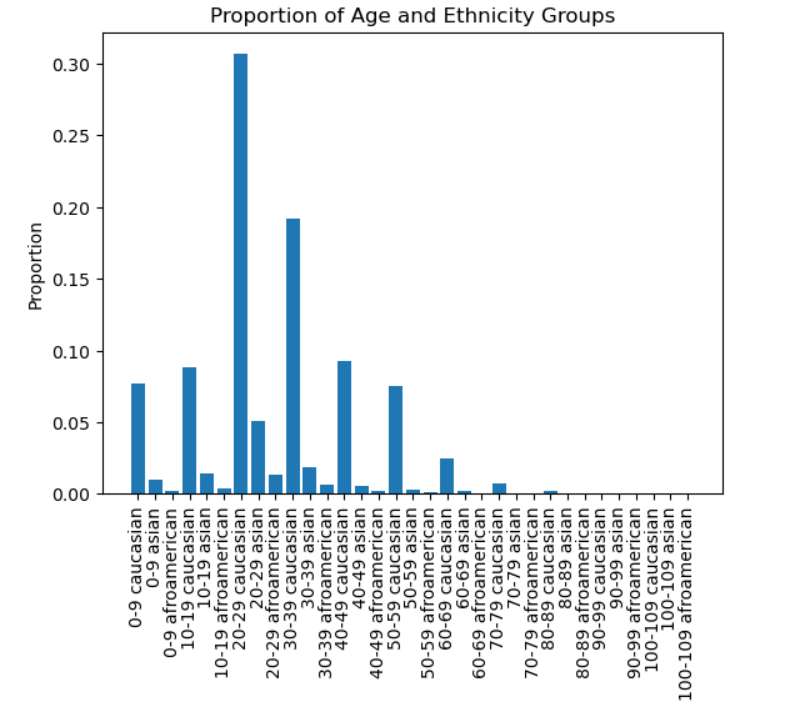 Proportion of Age and Ethnicity Groups
0.30
0.25
0.20
0.15
0.10
0.05
0.00
Proportion
0-9 caucasian
0-9 asian
0-9 afroamerican
10-19 caucasian
10-19 asian
10-19 afroamerican
20-29 caucasian
20-29 asian
20-29 afroamerican
30-39 caucasian
30-39 asian
30-39 afroamerican
40-49 caucasian
40-49 asian
40-49 afroamerican
50-59 caucasian
50-59 asian
50-59 afroamerican
60-69 caucasian
60-69 asian
60-69 afroamerican
70-79 caucasian
70-79 asian
70-79 afroamerican
80-89 caucasian
80-89 asian
80-89 afroamerican
90-99 caucasian
90-99 asian
90-99 afroamerican
100-109 caucasian
100-109 asian
100-109 afroamerican